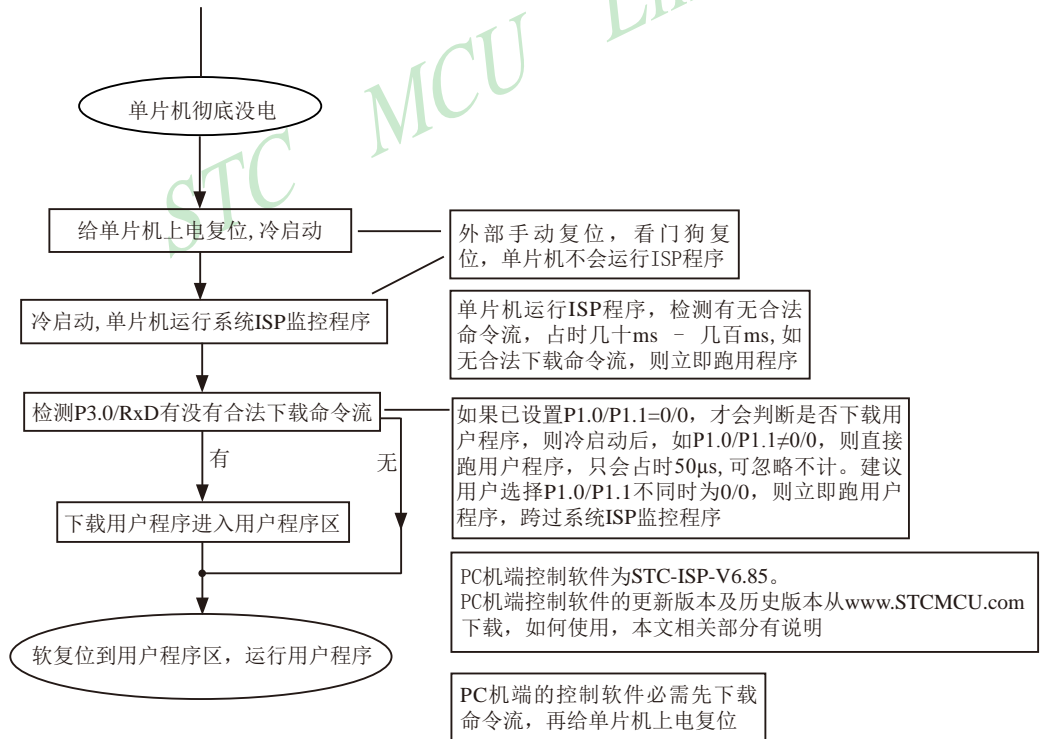 STC MCU
单片机彻底没电
给单片机上电复位,冷启动
外部手动复位，看门狗复
位，单片机不会运行ISP程序
冷启动,单片机运行系统ISP监控程序
单片机运行ISP程序，检测有无合法
命令流，占时几十ms － 几百ms,如
无合法下载命令流，则立即跑用程序
检测P3.0/RxD有没有合法下载命令流
如果已设置P1.0/P1.1=0/0，才会判断是否下载用
户程序，则冷启动后，如P1.0/P1.1≠0/0，则直接
跑用户程序，只会占时50μs,可忽略不计。建议
用户选择P1.0/P1.1不同时为0/0，则立即跑用户
程序，跨过系统ISP监控程序
有
无
下载用户程序进入用户程序区
PC机端控制软件为STC-ISP-V6.85。
PC机端控制软件的更新版本及历史版本从www.STCMCU.com
下载，如何使用，本文相关部分有说明
软复位到用户程序区，运行用户程序
PC机端的控制软件必需先下载
命令流，再给单片机上电复位